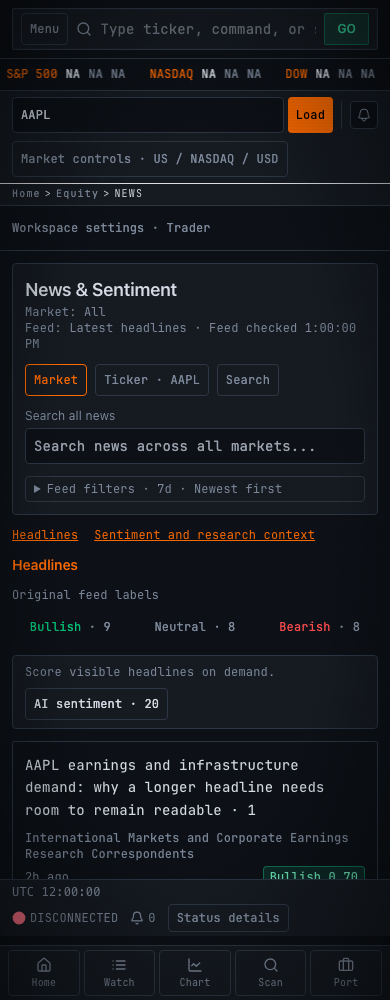 Menu Type ticker, command, or GO
S&P 500 NA NA NA NASDAQ NA NA NA DOW NA NA NA
AAPL Load
Market controls · US / NASDAQ / USD
Home > Equity > NEWS
Workspace settings · Trader
News & Sentiment
Market: All
Feed: Latest headlines · Feed checked 1:00:00
PM
Market Ticker · AAPL Search
Search all news
Search news across all markets...
Feed filters · 7d · Newest first
Headlines Sentiment and research context
Headlines
Original feed labels
Bullish · 9 Neutral · 8 Bearish · 8
Score visible headlines on demand.
AI sentiment · 20
AAPL earnings and infrastructure
demand: why a longer headline needs
room to remain readable · 1
International Markets and Corporate Earnings
Research Correspondents
2h ago Bullish 0.70
UTC 12:00:00
DISCONNECTED 0 Status details
Home Watch Chart Scan Port